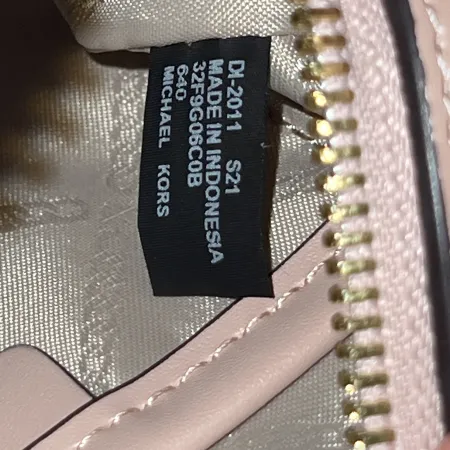 DI-2011 S21
MADE IN INDONESIA
32F9G06C0B
640
MICHAEL KORS